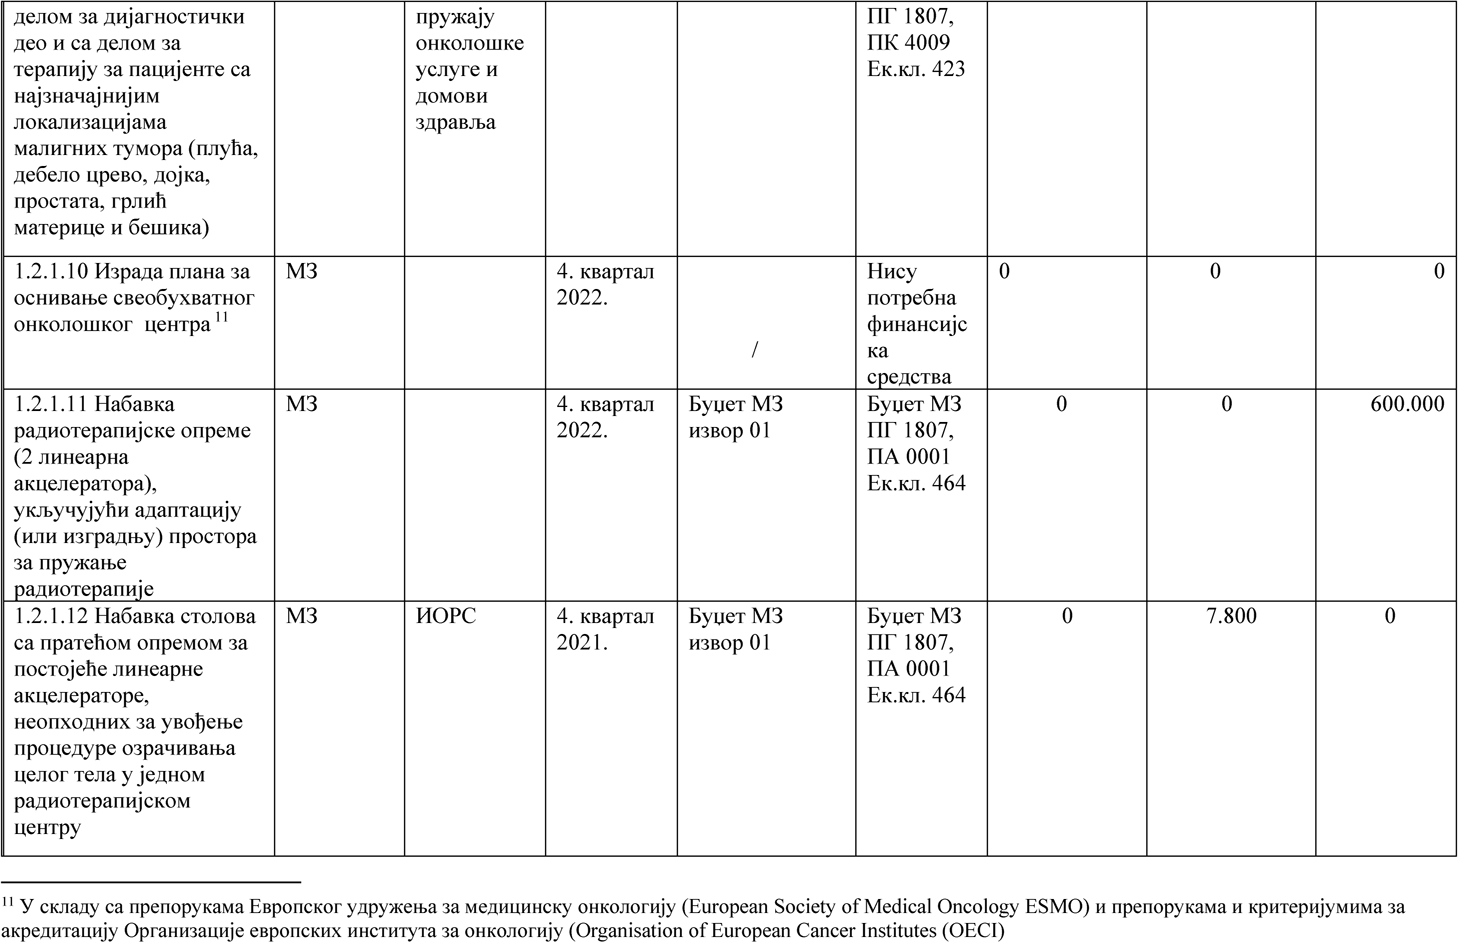 делом за дијагностички
део и са делом за
терапију за пацијенте са
најзначајнијим
локализацијама
малигних тумора (плућа,
дебело црево, дојка,
простата, грлић
материце и бешика)
пружају
онколошке
услуге и
домови
здравља
ПГ 1807,
ПК 4009
Ек.кл. 423
1.2.1.10 Израда плана за
оснивање свеобухватног
онколошког центра 11
МЗ
4. квартал
2022.
/
Нису
потребна
финансијс
ка
средства
0
0
0
1.2.1.11 Набавка
радиотерапијске опреме
(2 линеарна
акцелератора),
укључујући адаптацију
(или изградњу) простора
за пружање
радиотерапије
МЗ
4. квартал
2022.
Буџет МЗ
извор 01
Буџет МЗ
ПГ 1807,
ПА 0001
Ек.кл. 464
0
0
600.000
1.2.1.12 Набавка столова
са пратећом опремом за
постојеће линеарне
акцелераторе,
неопходних за увођење
процедуре озрачивања
целог тела у једном
радиотерапијском
центру
МЗ
ИОРС
4. квартал
2021.
Буџет МЗ
извор 01
Буџет МЗ
ПГ 1807,
ПА 0001
Ек.кл. 464
0
7.800
0
11 У складу са препорукама Европског удружења за медицинску онкологију (European Society of Medical Oncology ESMO) и препорукама и критеријумима за
акредитацију Организације европских института за онкологију (Organisation of European Cancer Institutes (OECI)